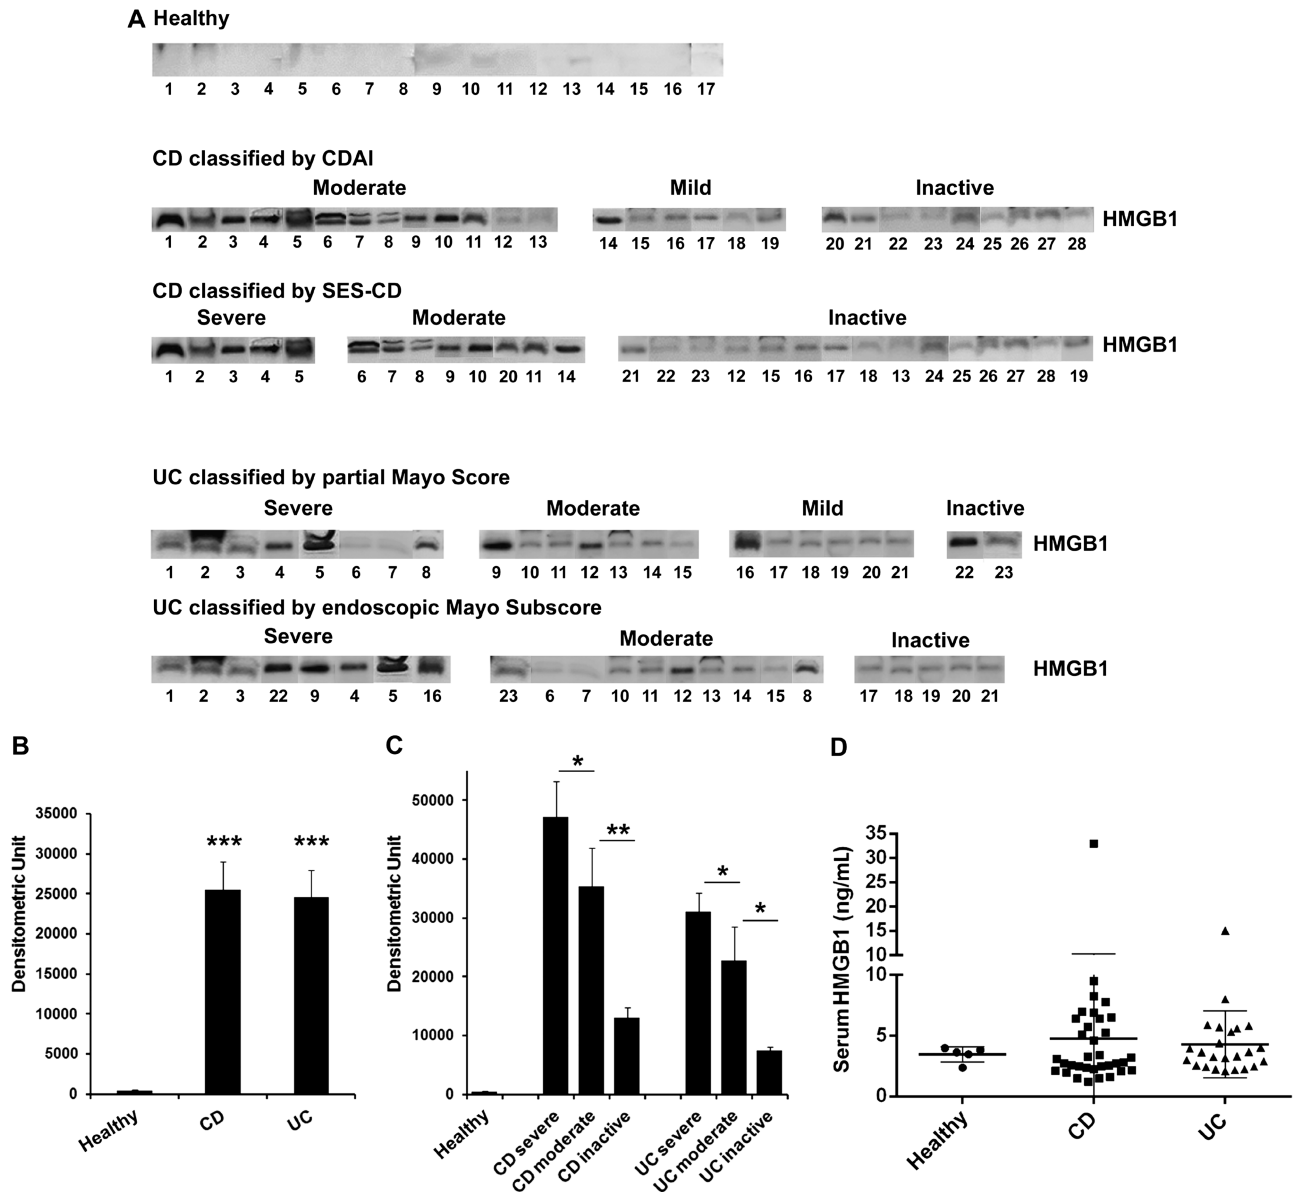 A Healthy
1 2 3 4 5 6 7 8 9 10 11 12 13 14 15 16 17
CD classified by CDAI
Moderate Mild Inactive
HMGB1
1 2 3 4 5 6 7 8 9 10 11 12 13 14 15 16 17 18 19 20 21 22 23 24 25 26 27 28
CD classified by SES-CD
Severe Moderate Inactive
HMGB1
1 2 3 4 5 6 7 8 9 10 20 11 14 21 22 23 12 15 16 17 18 13 24 25 26 27 28 19
UC classified by partial Mayo Score
Severe Moderate Mild Inactive
HMGB1
1 2 3 4 5 6 7 8 9 10 11 12 13 14 15 16 17 18 19 20 21 22 23
UC classified by endoscopic Mayo Subscore
Severe Moderate Inactive
HMGB1
1 2 3 22 9 4 5 16 23 6 7 10 11 12 13 14 15 8 17 18 19 20 21
B
Densitometric Unit
35000
30000
25000
20000
15000
10000
5000
0
*** ***
Healthy CD UC
C
Densitometric Unit
50000
40000
30000
20000
10000
0
* ** * *
Healthy CD severe CD moderate CD inactive UC severe UC moderate UC inactive
D
Serum HMGB1 (ng/mL)
35
30
25
20
15
10
10
5
0
Healthy CD UC